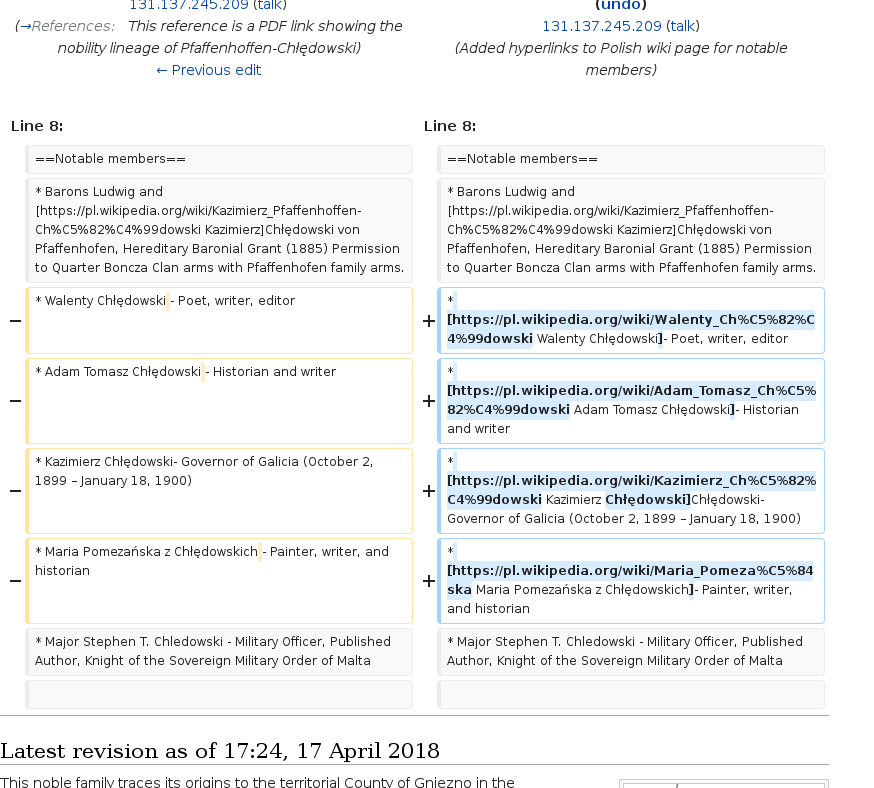 131.137.245.209 (talk)
(→References: This reference is a PDF link showing the
nobility lineage of Pfaffenhoffen-Chłędowski)
← Previous edit
(undo)
131.137.245.209 (talk)
(Added hyperlinks to Polish wiki page for notable
members)
Line 8:
Line 8:
==Notable members==
==Notable members==
* Barons Ludwig and
[https://pl.wikipedia.org/wiki/Kazimierz_Pfaffenhoffen-
Ch%C5%82%C4%99dowski Kazimierz]Chłędowski von
Pfaffenhofen, Hereditary Baronial Grant (1885) Permission
to Quarter Boncza Clan arms with Pfaffenhofen family arms.
* Barons Ludwig and
[https://pl.wikipedia.org/wiki/Kazimierz_Pfaffenhoffen-
Ch%C5%82%C4%99dowski Kazimierz]Chłędowski von
Pfaffenhofen, Hereditary Baronial Grant (1885) Permission
to Quarter Boncza Clan arms with Pfaffenhofen family arms.
− * Walenty Chłędowski - Poet, writer, editor
+ *
[https://pl.wikipedia.org/wiki/Walenty_Ch%C5%82%C
4%99dowski Walenty Chłędowski]- Poet, writer, editor
− * Adam Tomasz Chłędowski - Historian and writer
+ *
[https://pl.wikipedia.org/wiki/Adam_Tomasz_Ch%C5%
82%C4%99dowski Adam Tomasz Chłędowski]- Historian
and writer
− * Kazimierz Chłędowski- Governor of Galicia (October 2,
1899 – January 18, 1900)
+ *
[https://pl.wikipedia.org/wiki/Kazimierz_Ch%C5%82%
C4%99dowski Kazimierz Chłędowski]Chłędowski-
Governor of Galicia (October 2, 1899 – January 18, 1900)
− * Maria Pomezańska z Chłędowskich - Painter, writer, and
historian
+ *
[https://pl.wikipedia.org/wiki/Maria_Pomeza%C5%84
ska Maria Pomezańska z Chłędowskich]- Painter, writer,
and historian
* Major Stephen T. Chledowski - Military Officer, Published
Author, Knight of the Sovereign Military Order of Malta
* Major Stephen T. Chledowski - Military Officer, Published
Author, Knight of the Sovereign Military Order of Malta
Latest revision as of 17:24, 17 April 2018
This noble family traces its origins to the territorial County of Gniezno in the